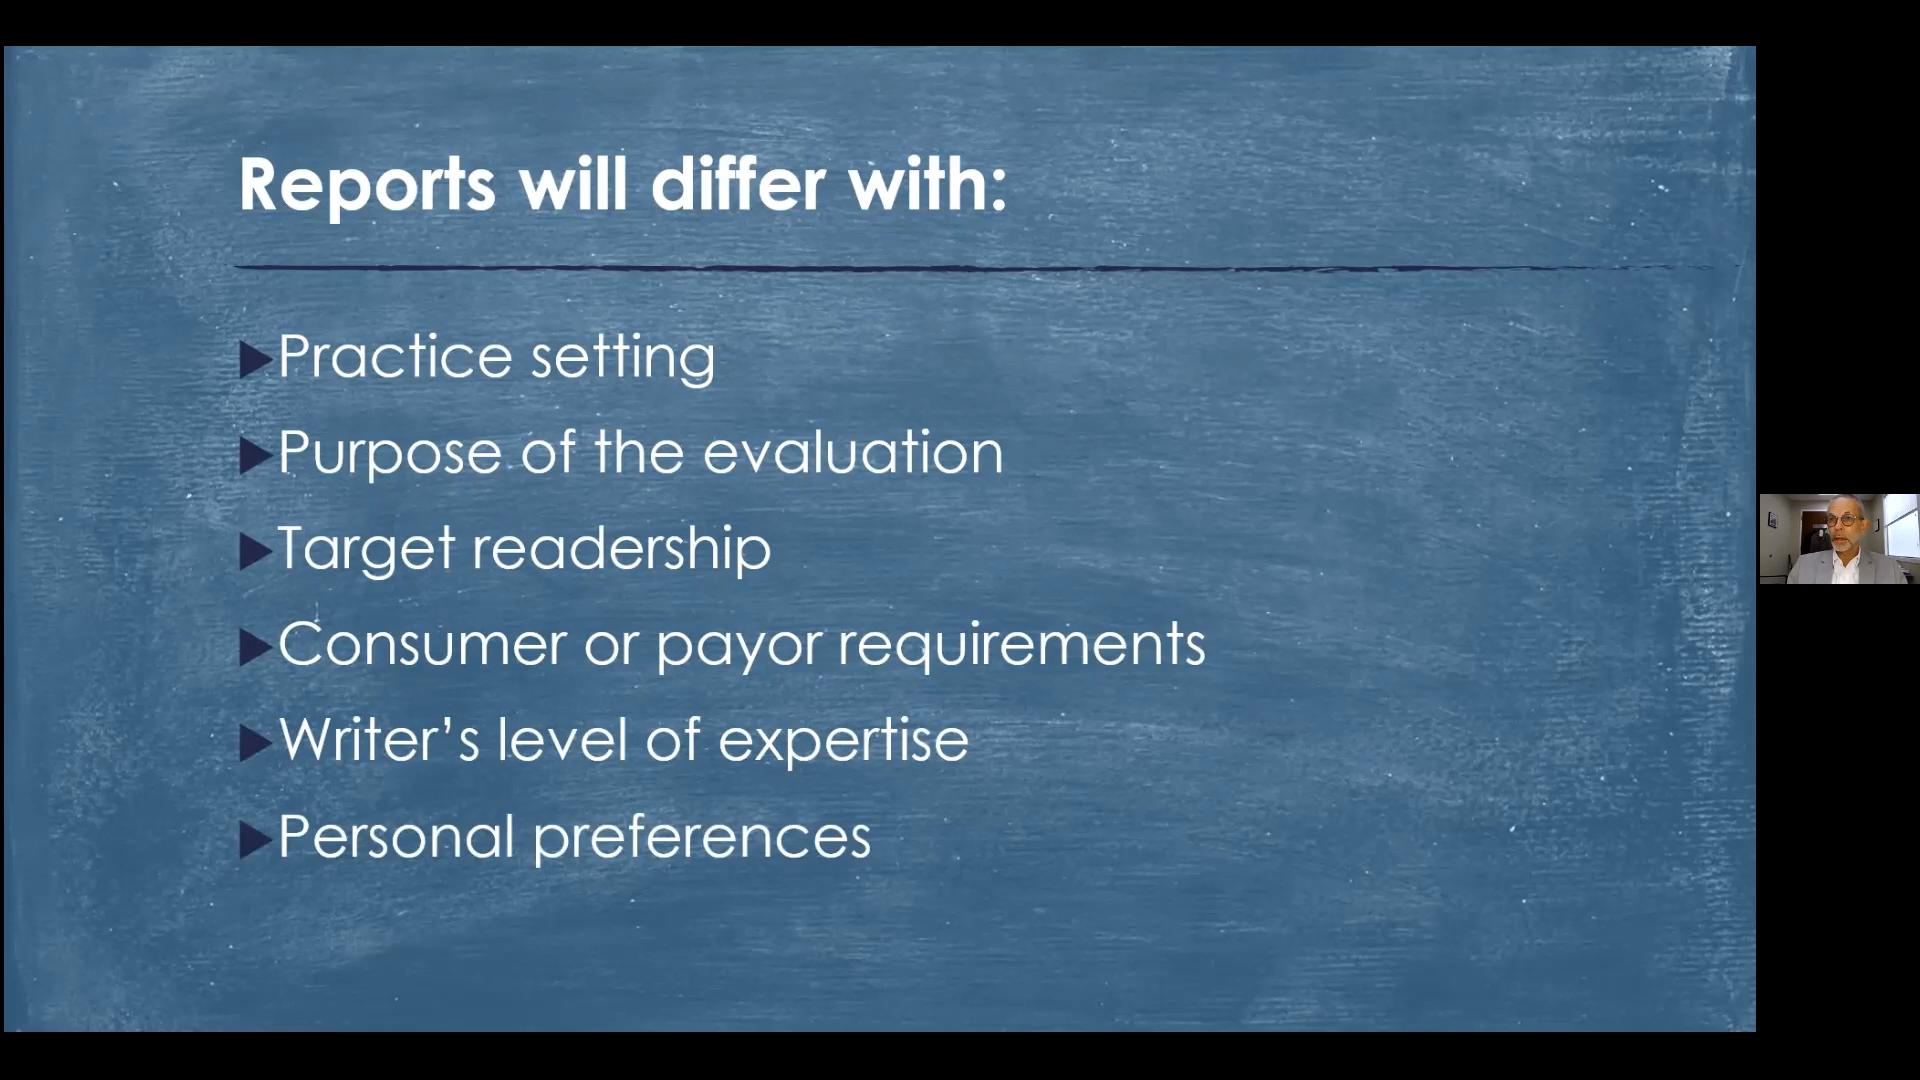 Reports will differ with:
Practice setting
Purpose of the evaluation
Target readership
Consumer or payor requirements
Writer’s level of expertise
Personal preferences